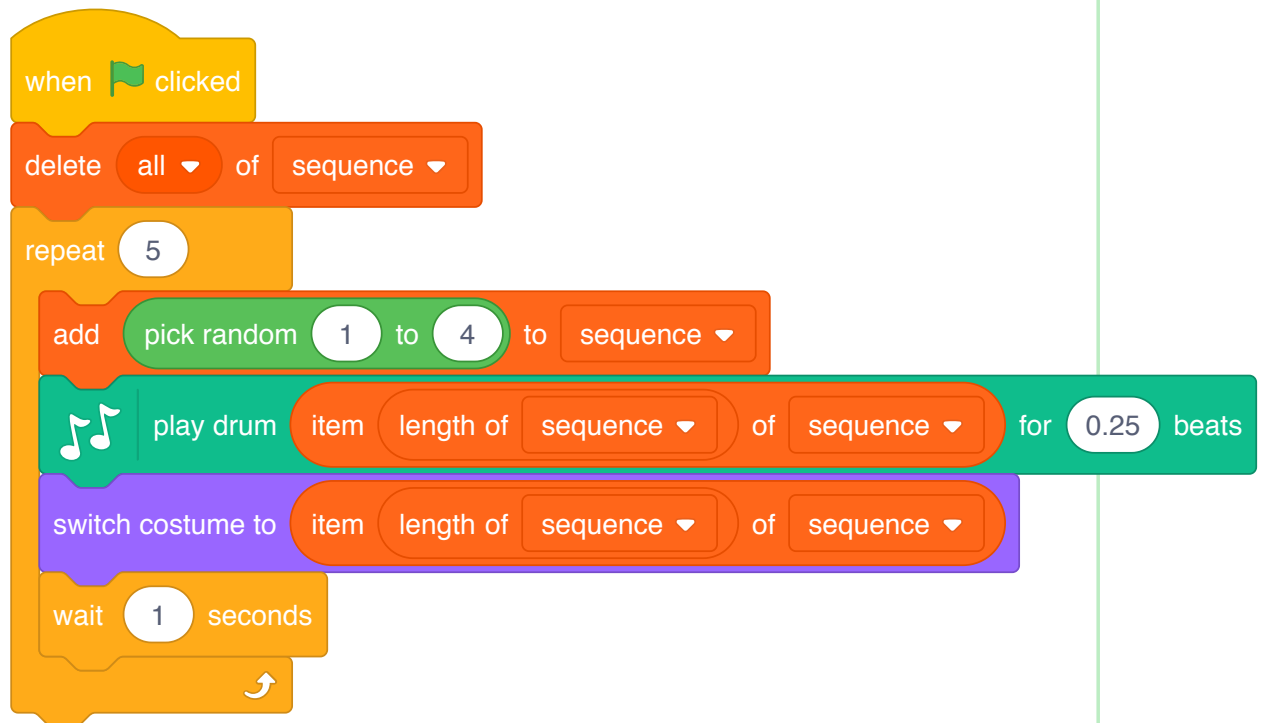 when clicked
delete all of sequence
repeat 5
add pick random 1 to 4 to sequence
play drum item length of sequence of sequence for 0.25 beats
switch costume to item length of sequence of sequence
wait 1 seconds